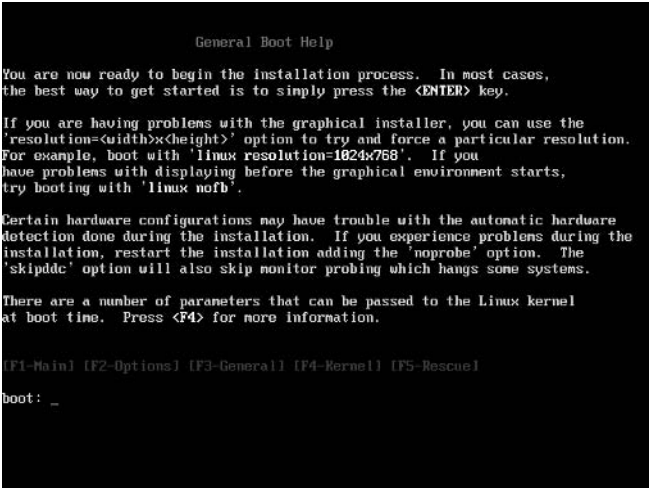 General Boot Help
You are now ready to begin the installation process.  In most cases,
the best way to get started is to simply press the <ENTER> key.
If you are having problems with the graphical installer, you can use the
'resolution=<width>x<height>' option to try and force a particular resolution.
For example, boot with 'linux resolution=1024x768'.  If you
have problems with displaying before the graphical environment starts,
try booting with 'linux nofb'.
Certain hardware configurations may have trouble with the automatic hardware
detection done during the installation.  If you experience problems during the
installation, restart the installation adding the 'noprobe' option.  The
'skipddc' option will also skip monitor probing which hangs some systems.
There are a number of parameters that can be passed to the Linux kernel
at boot time.  Press <F4> for more information.
[F1-Main] [F2-Options] [F3-General] [F4-Kernel] [F5-Rescue]
boot: _